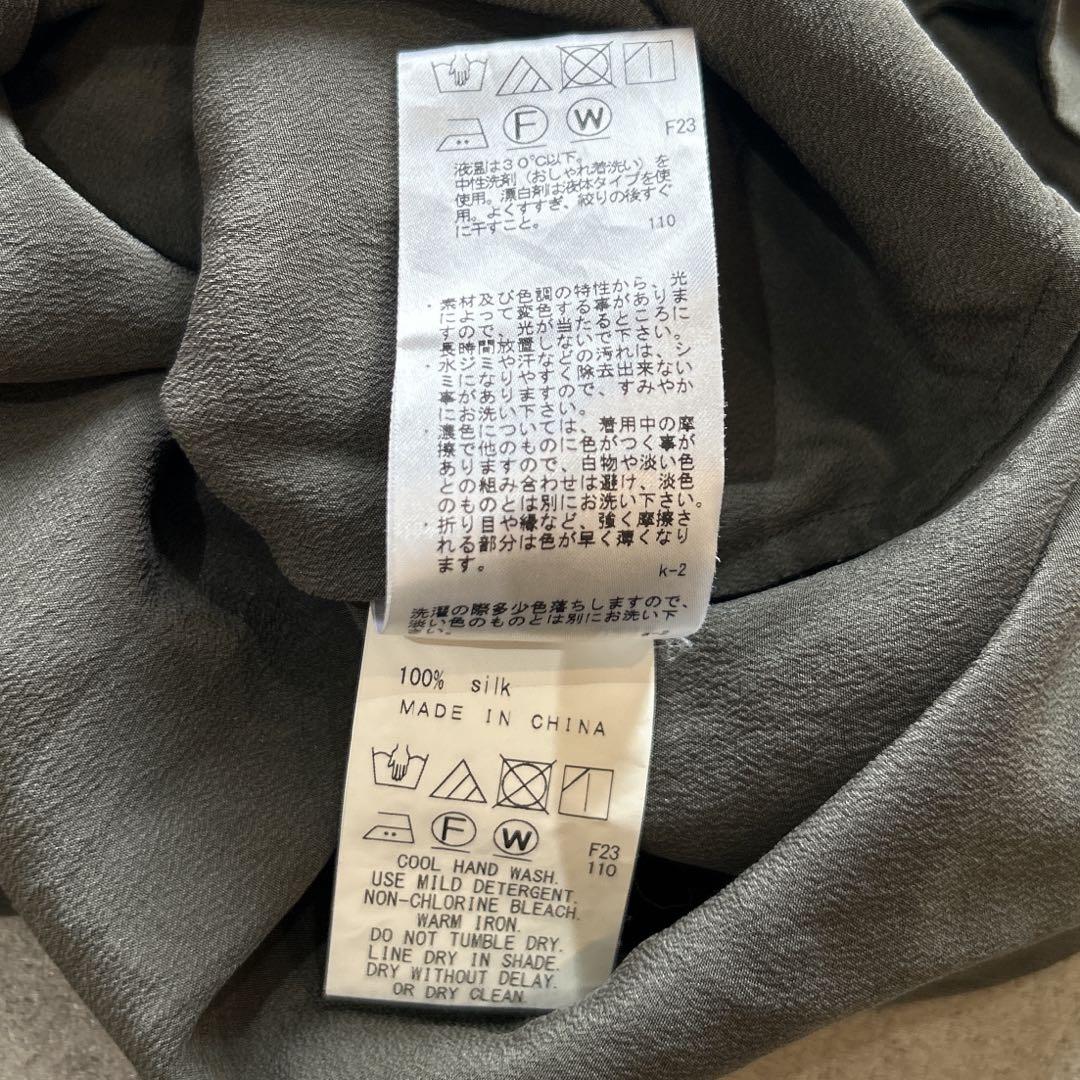 F
W
F23
液温は30℃以下。
中性洗剤（おしゃれ着洗い）を
使用。漂白剤は液体タイプを使
用。よくすすぎ、絞りの後すぐ
に干すこと。
110
・素材及び色調の特性から、光
によって変色する事があま
すので、光が当たるところに
長時間放置しないで下さい。
・水ジミや汗などの汚れは、シ
ミになりやすく除去出来ない
事がありますので、すみやか
にお洗い下さい。
・濃色については、着用中の摩
擦で他のものに色がつく事が
ありますので、白物や淡い色
との組み合わせは避け、淡色
のものとは別にお洗い下さい。
・折り目や縁など、強く摩擦さ
れる部分は色が早く薄くなり
ます。
k-2
洗濯の際多少色落ちしますので、
淡い色のものとは別にお洗い下
さい。
100% silk
MADE IN CHINA
F
W
F23
110
COOL HAND WASH.
USE MILD DETERGENT.
NON-CHLORINE BLEACH.
WARM IRON.
DO NOT TUMBLE DRY.
LINE DRY IN SHADE.
DRY WITHOUT DELAY.
OR DRY CLEAN.